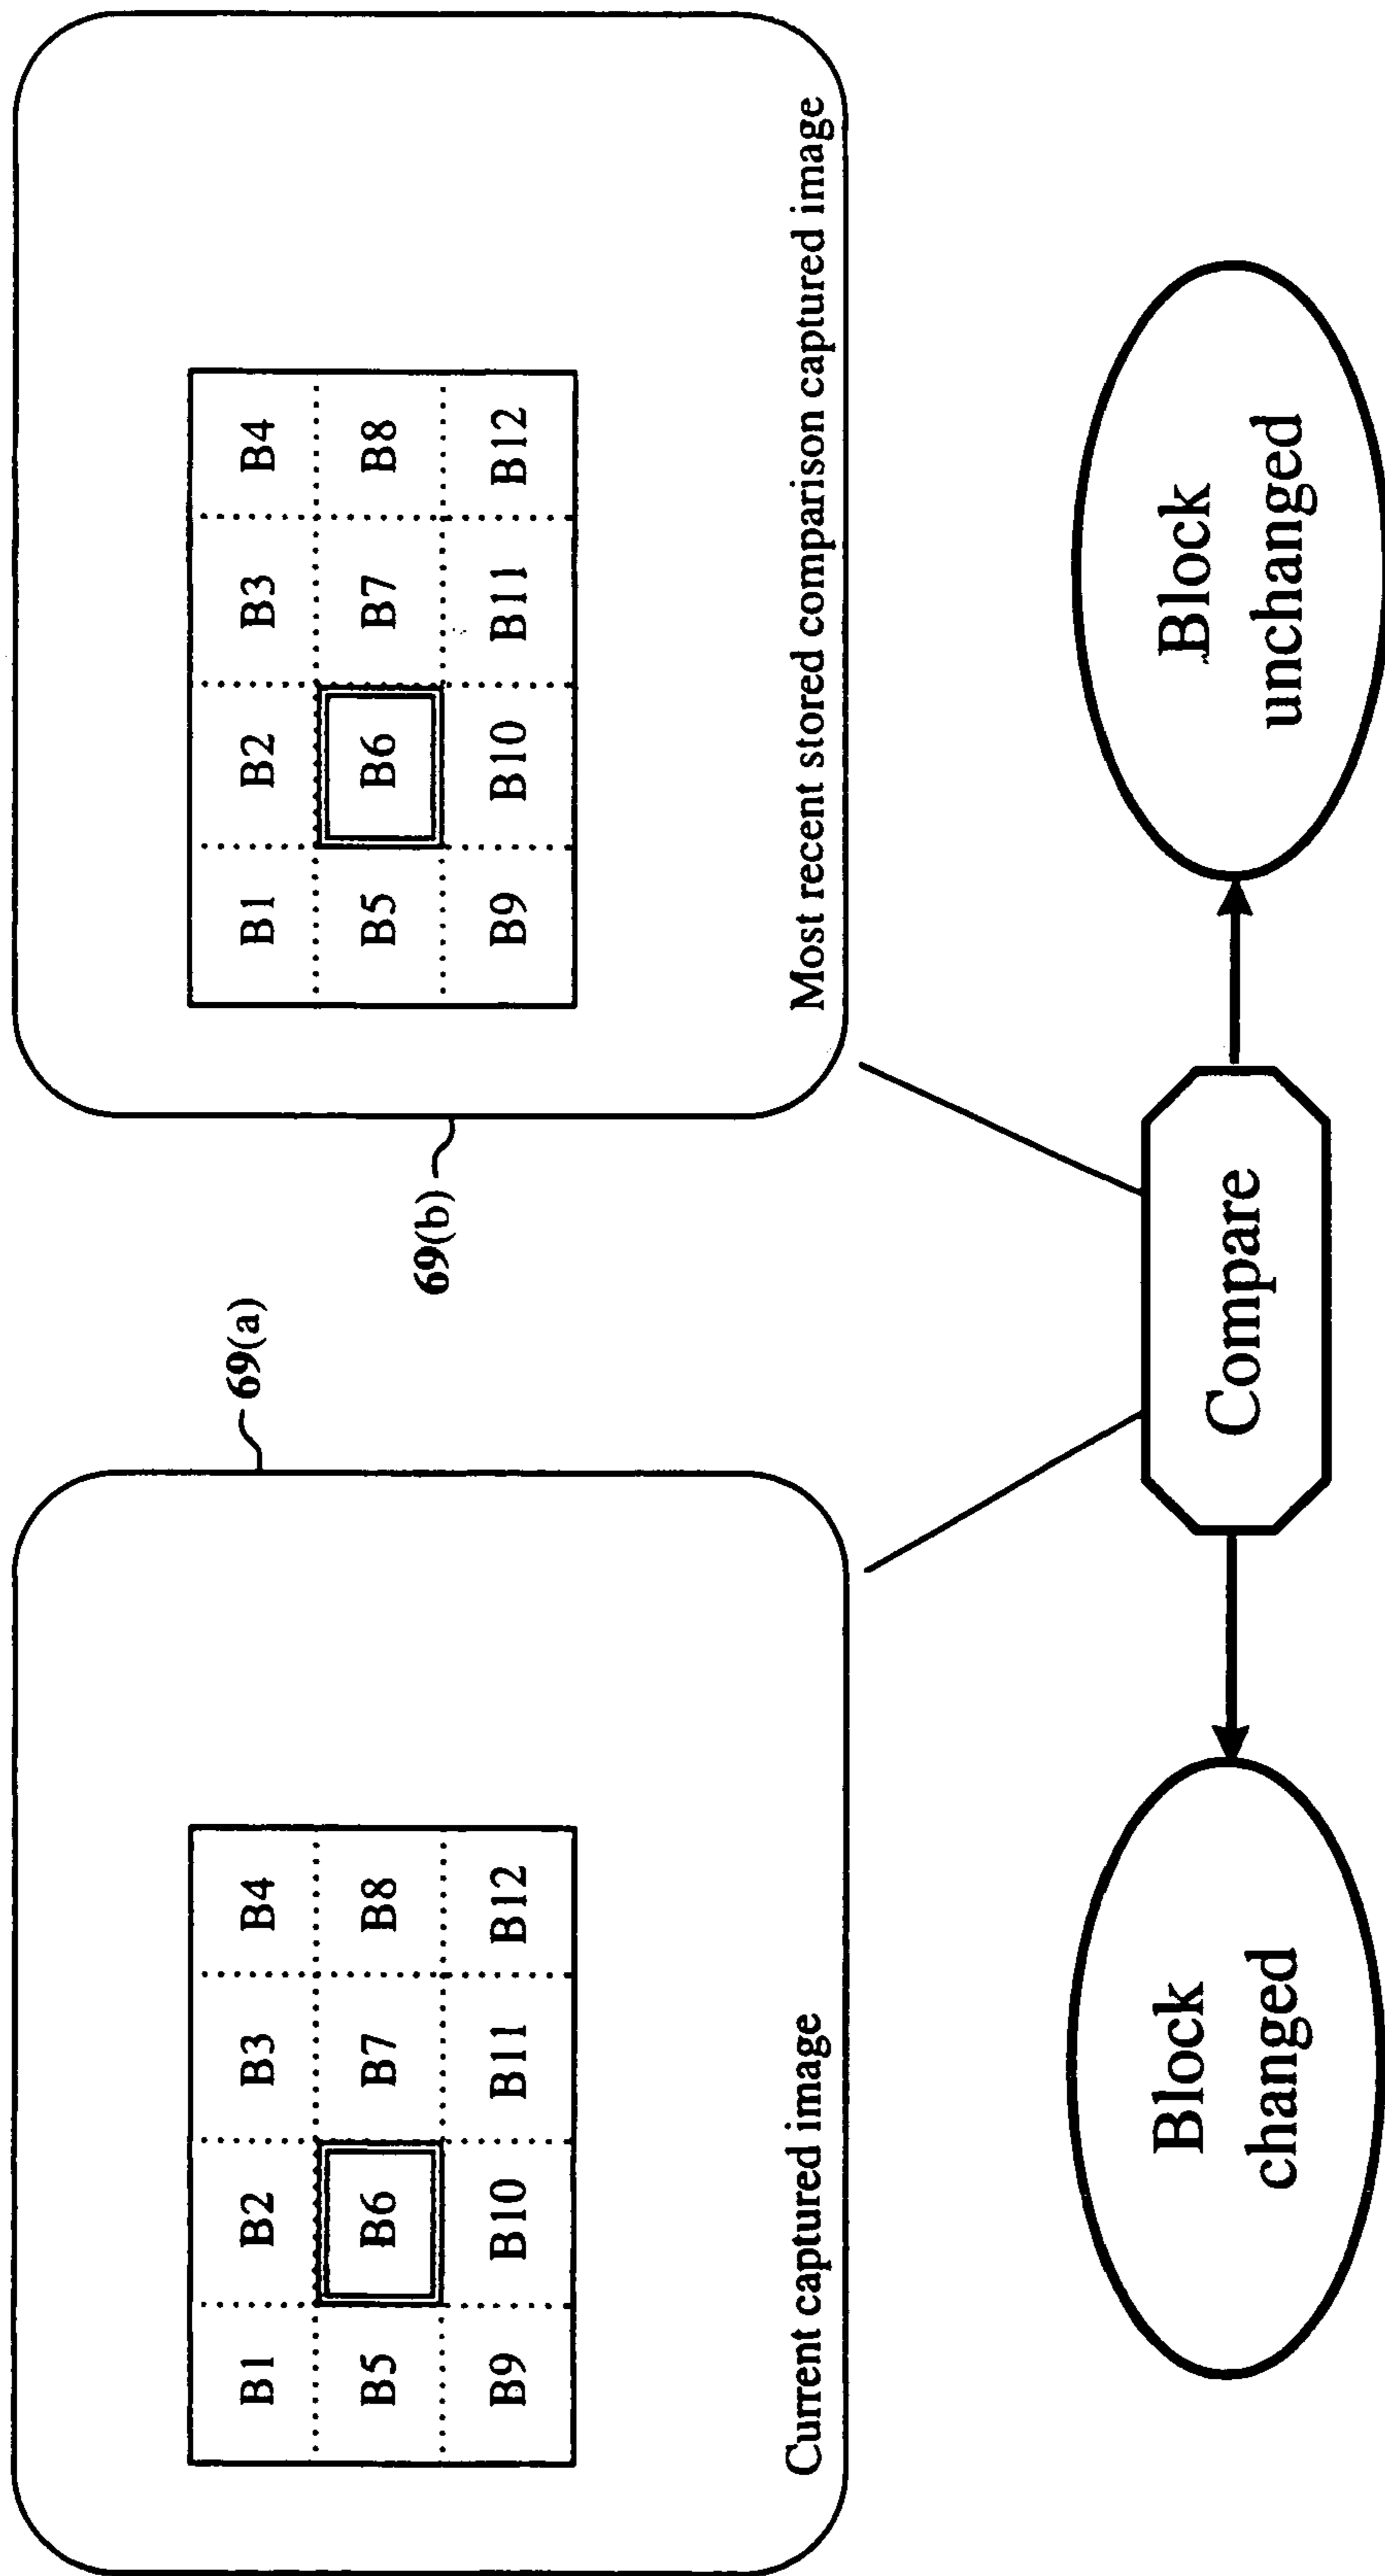 69(a)
B1 B2 B3 B4
B5 B6 B7 B8
B9 B10 B11 B12
Current captured image
69(b)
B1 B2 B3 B4
B5 B6 B7 B8
B9 B10 B11 B12
Most recent stored comparison captured image
Block
changed
Compare
Block
unchanged